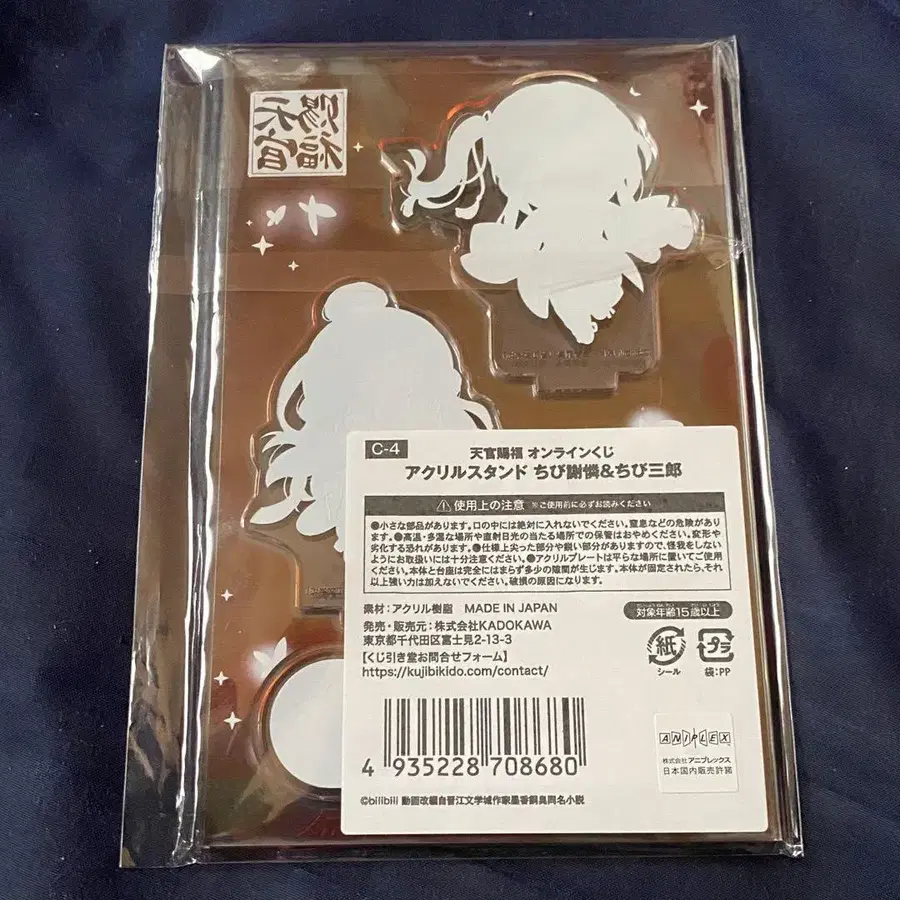 天官賜福
C-4
天官賜福 オンラインくじ
アクリルスタンド ちび謝憐&ちび三郎
⚠使用上の注意 ※ご使用前に必ずお読みください
●小さな部品があります。口の中には絶対に入れないでください。窒息などの危険があり
ます。●高温・多湿な場所や直射日光の当たる場所での保管はおやめください。変形や
劣化する恐れがあります。●仕様上尖った部分や鋭い部分がありますので、怪我をしない
ようにお取扱いには十分注意ください。●アクリルプレートは平らな場所に置いてご使用
ください。本体と台座は完全にはまらず多少の隙間が生じます。本体が固定されたら、それ
以上強い力は加えないでください。破損の原因になります。
素材:アクリル樹脂 MADE IN JAPAN
発売・販売元:株式会社KADOKAWA
東京都千代田区富士見2-13-3
【くじ引き堂お問合せフォーム】
https://kujibikido.com/contact/
対象年齢15歳以上
紙
シール
プラ
袋:PP
4 935228 708680
ANIPLEX
株式会社アニプレックス
日本国内販売許諾
©bilibili 動画改編自晋江文学城作家墨香銅臭同名小説